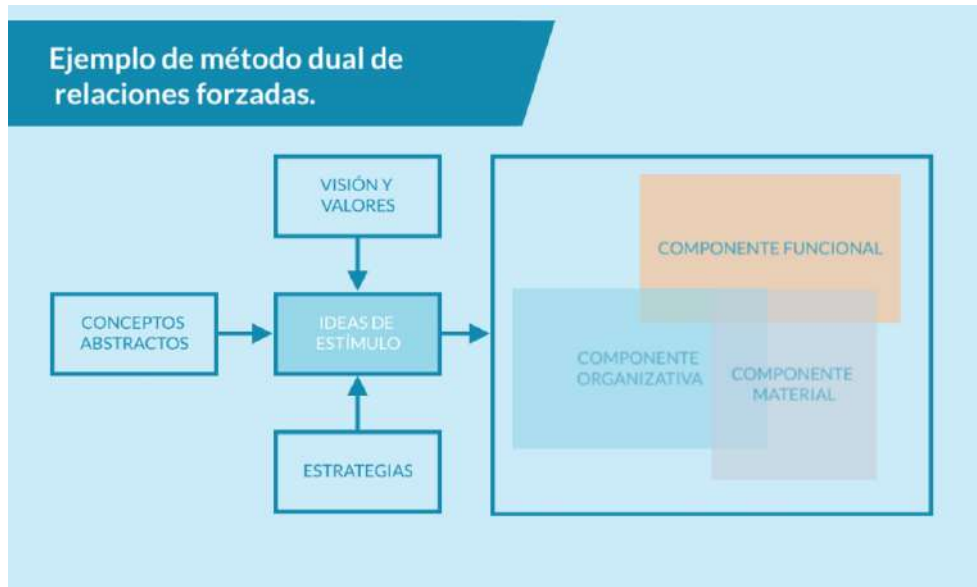 Ejemplo de método dual de
relaciones forzadas.
VISIÓN Y
VALORES
CONCEPTOS
ABSTRACTOS
IDEAS DE
ESTÍMULO
ESTRATEGIAS
COMPONENTE FUNCIONAL
COMPONENTE
ORGANIZATIVA
COMPONENTE
MATERIAL